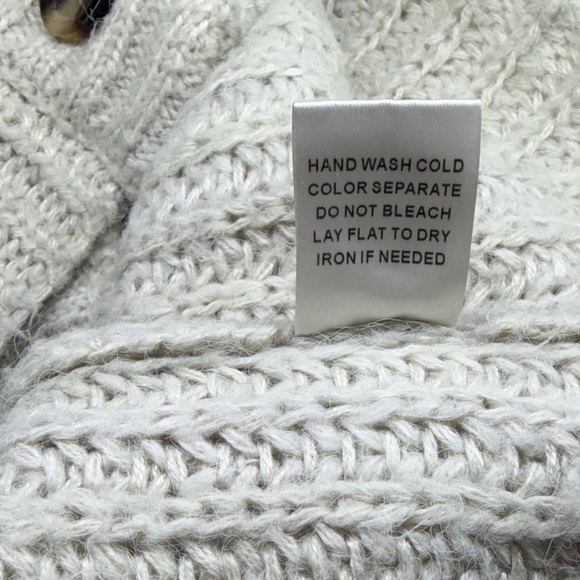 HAND WASH COLD
COLOR SEPARATE
DO NOT BLEACH
LAY FLAT TO DRY
IRON IF NEEDED